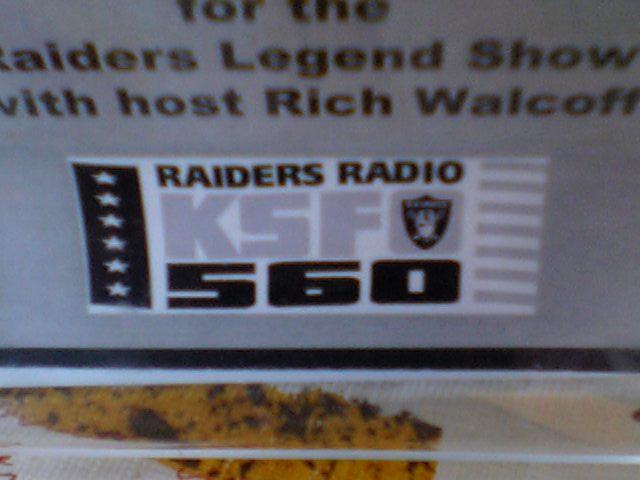 for the
Raiders Legend Show
with host Rich Walcoff
RAIDERS RADIO
KSFO
560